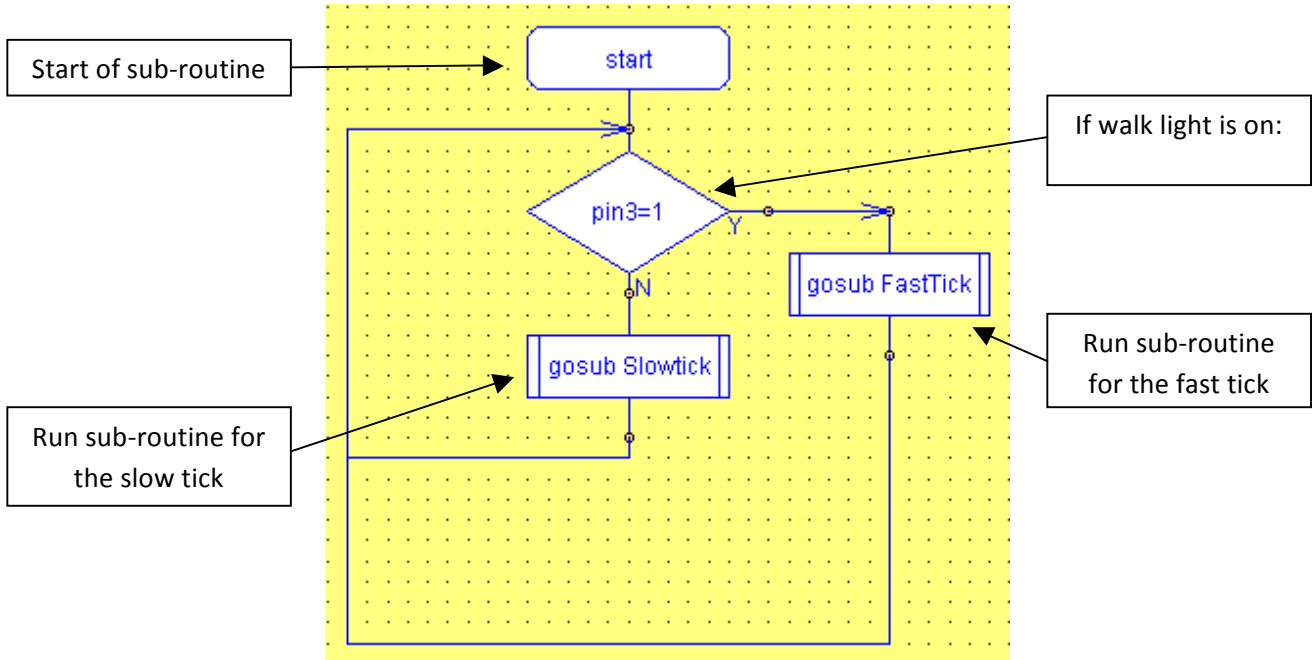 start
Start of sub-routine
If walk light is on:
pin3=1
Y
N
gosub FastTick
gosub Slowtick
Run sub-routine
for the fast tick
Run sub-routine for
the slow tick